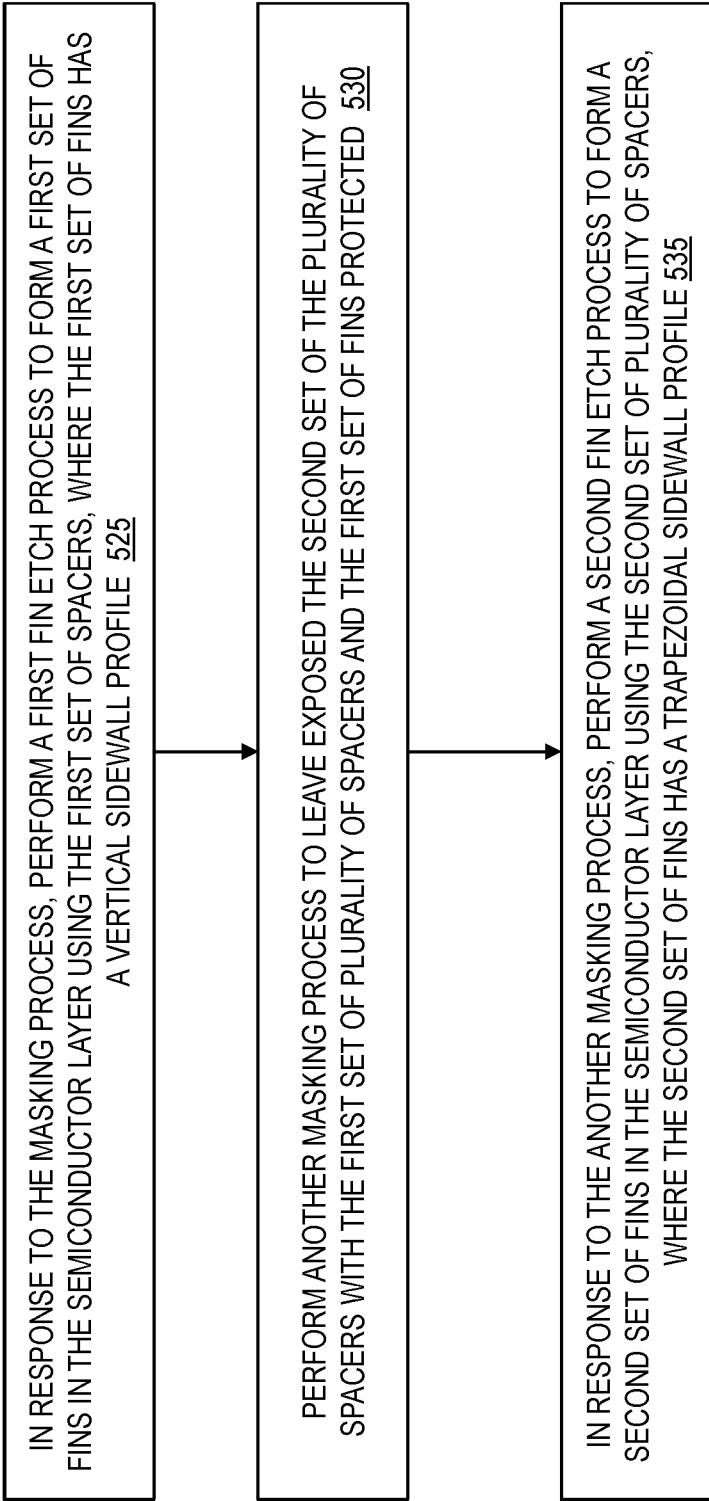 IN RESPONSE TO THE MASKING PROCESS, PERFORM A FIRST FIN ETCH PROCESS TO FORM A FIRST SET OF
FINS IN THE SEMICONDUCTOR LAYER USING THE FIRST SET OF SPACERS, WHERE THE FIRST SET OF FINS HAS
A VERTICAL SIDEWALL PROFILE 525
PERFORM ANOTHER MASKING PROCESS TO LEAVE EXPOSED THE SECOND SET OF THE PLURALITY OF
SPACERS WITH THE FIRST SET OF PLURALITY OF SPACERS AND THE FIRST SET OF FINS PROTECTED 530
IN RESPONSE TO THE ANOTHER MASKING PROCESS, PERFORM A SECOND FIN ETCH PROCESS TO FORM A
SECOND SET OF FINS IN THE SEMICONDUCTOR LAYER USING THE SECOND SET OF PLURALITY OF SPACERS,
WHERE THE SECOND SET OF FINS HAS A TRAPEZOIDAL SIDEWALL PROFILE 535